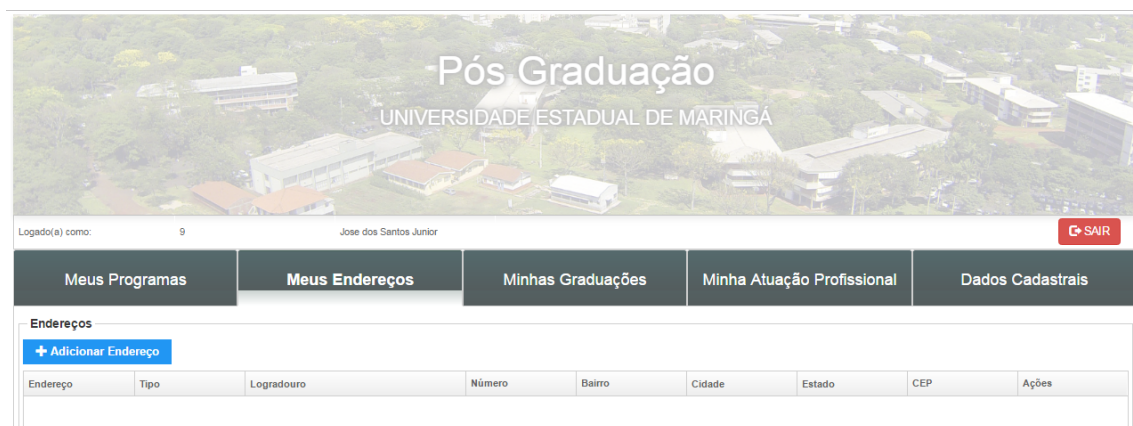 Pós Graduação
UNIVERSIDADE ESTADUAL DE MARINGÁ
Logado(a) como: 9 Jose dos Santos Junior SAIR
Meus Programas Meus Endereços Minhas Graduações Minha Atuação Profissional Dados Cadastrais
Endereços
Adicionar Endereço
Endereço Tipo Logradouro Número Bairro Cidade Estado CEP Ações